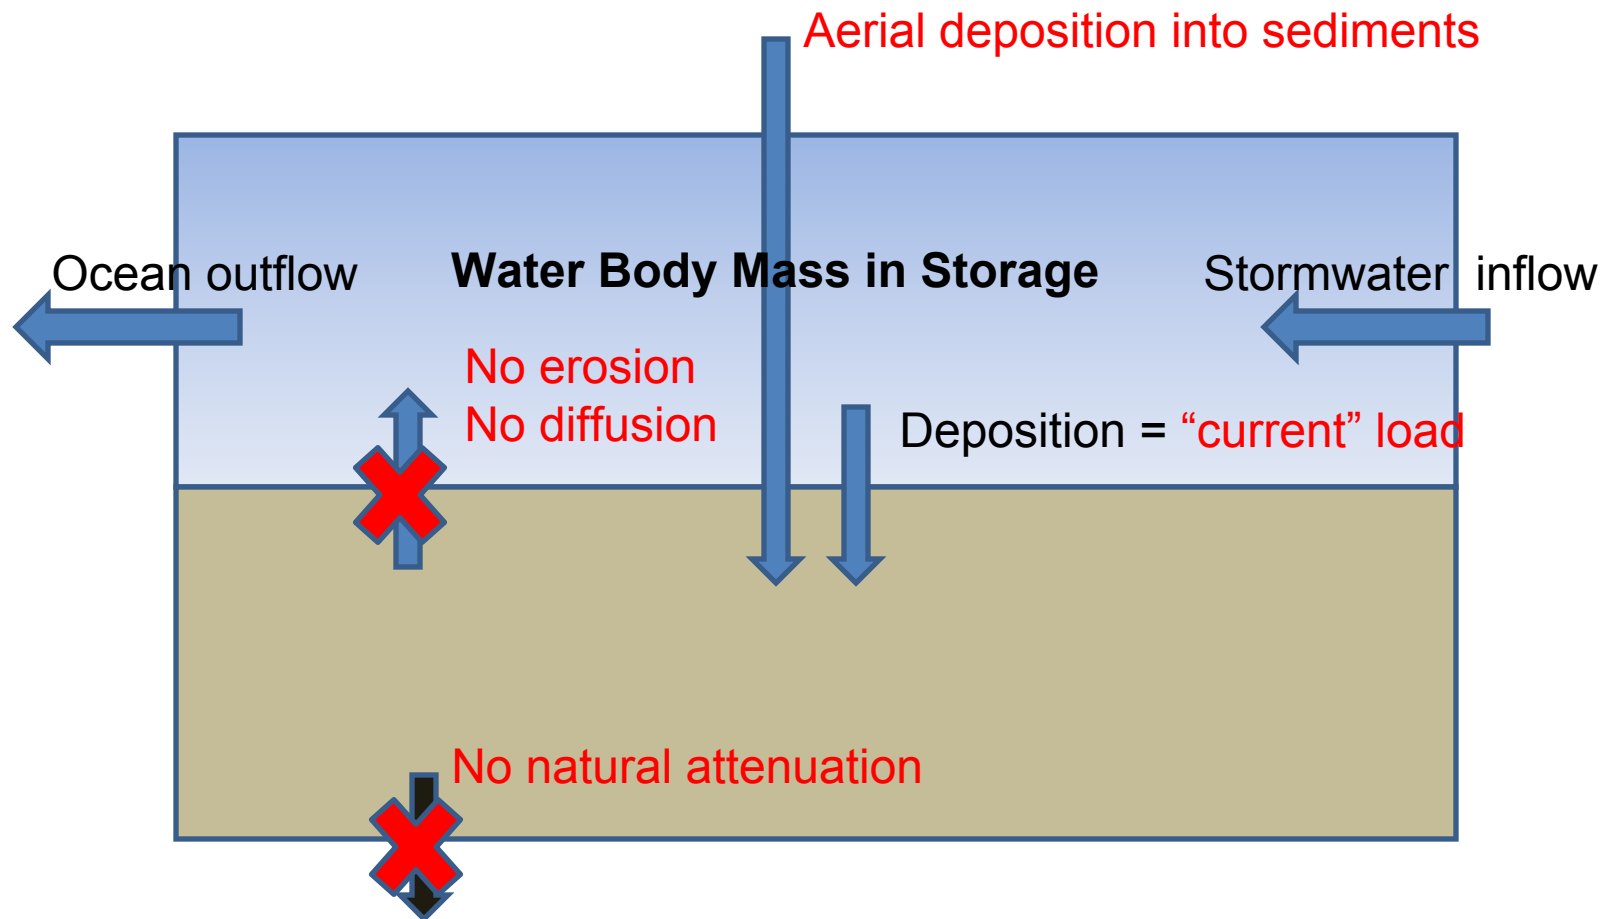 Aerial deposition into sediments
Ocean outflow
Water Body Mass in Storage
Stormwater inflow
No erosion
No diffusion
Deposition = “current” load
No natural attenuation